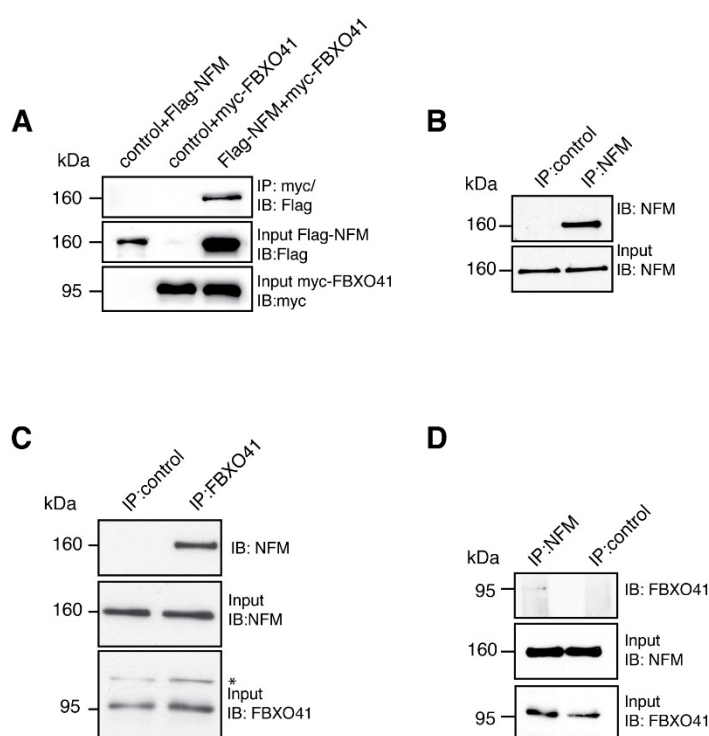 A
kDa
control+Flag-NFM
control+myc-FBXO41
Flag-NFM+myc-FBXO41
160
IP: myc/
IB: Flag
160
Input Flag-NFM
IB:Flag
95
Input myc-FBXO41
IB:myc
B
kDa
IP:control
IP:NFM
160
IB: NFM
160
Input
IB: NFM
C
kDa
IP:control
IP:FBXO41
160
IB: NFM
160
Input
IB:NFM
*
95
Input
IB: FBXO41
D
kDa
IP:NFM
IP:control
95
IB: FBXO41
160
Input
IB: NFM
95
Input
IB: FBXO41